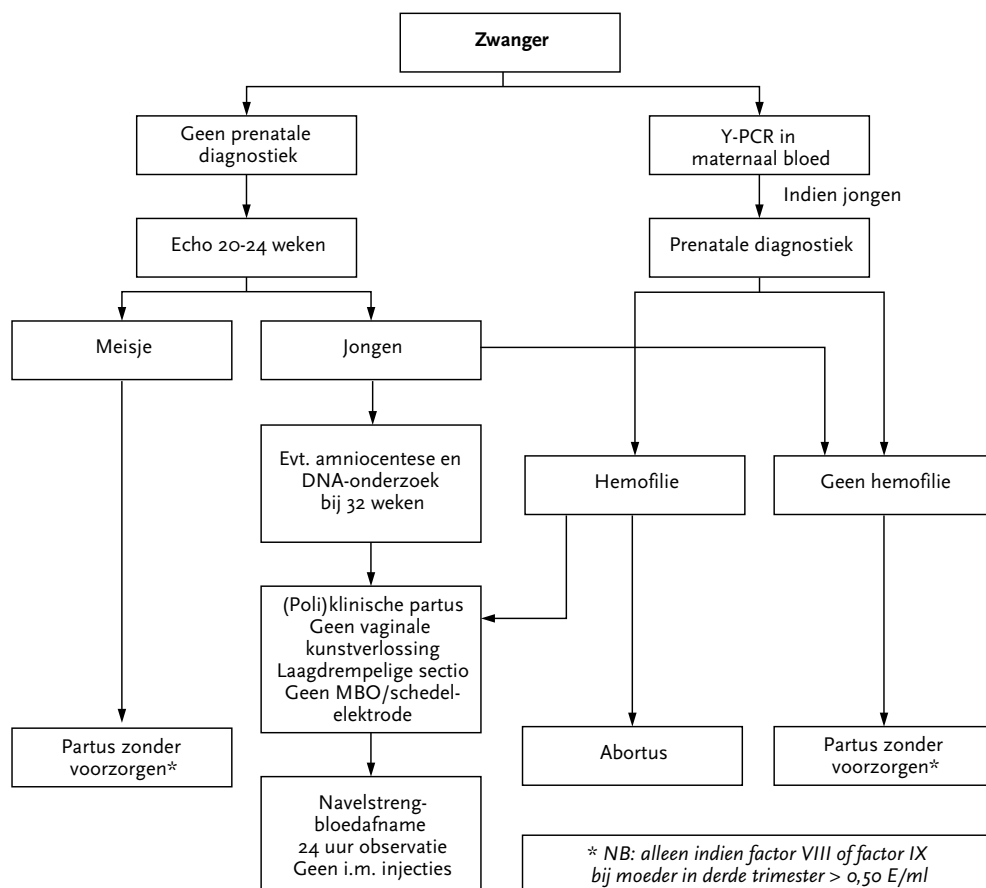 Zwanger
Geen prenatale
diagnostiek
Y-PCR in
maternaal bloed
Indien jongen
Echo 20-24 weken
Prenatale diagnostiek
Meisje
Jongen
Evt. amniocentese en
DNA-onderzoek
bij 32 weken
Hemofilie
Geen hemofilie
(Poli)klinische partus
Geen vaginale
kunstverlossing
Laagdrempelige sectio
Geen MBO/schedel-
elektrode
Partus zonder
voorzorgen*
Abortus
Partus zonder
voorzorgen*
Navelstreng-
bloedafname
24 uur observatie
Geen i.m. injecties
* NB: alleen indien factor VIII of factor IX
bij moeder in derde trimester > 0,50 E/ml